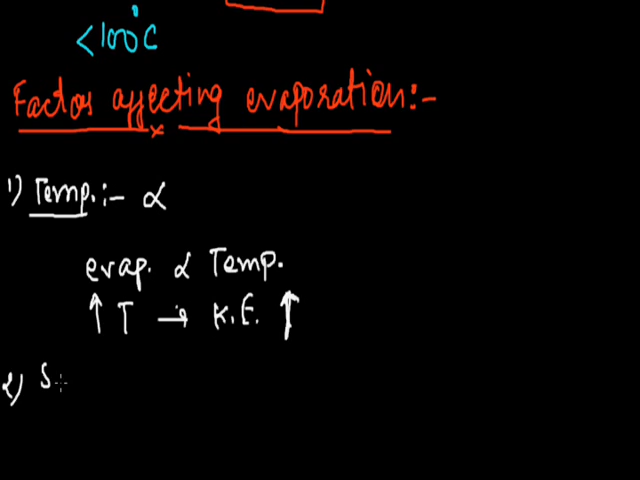 <100°C
Factors affecting evaporation:-
1) Temp.:- ∝
evap. ∝ Temp.
↑ T → K.E. ↑
2) S